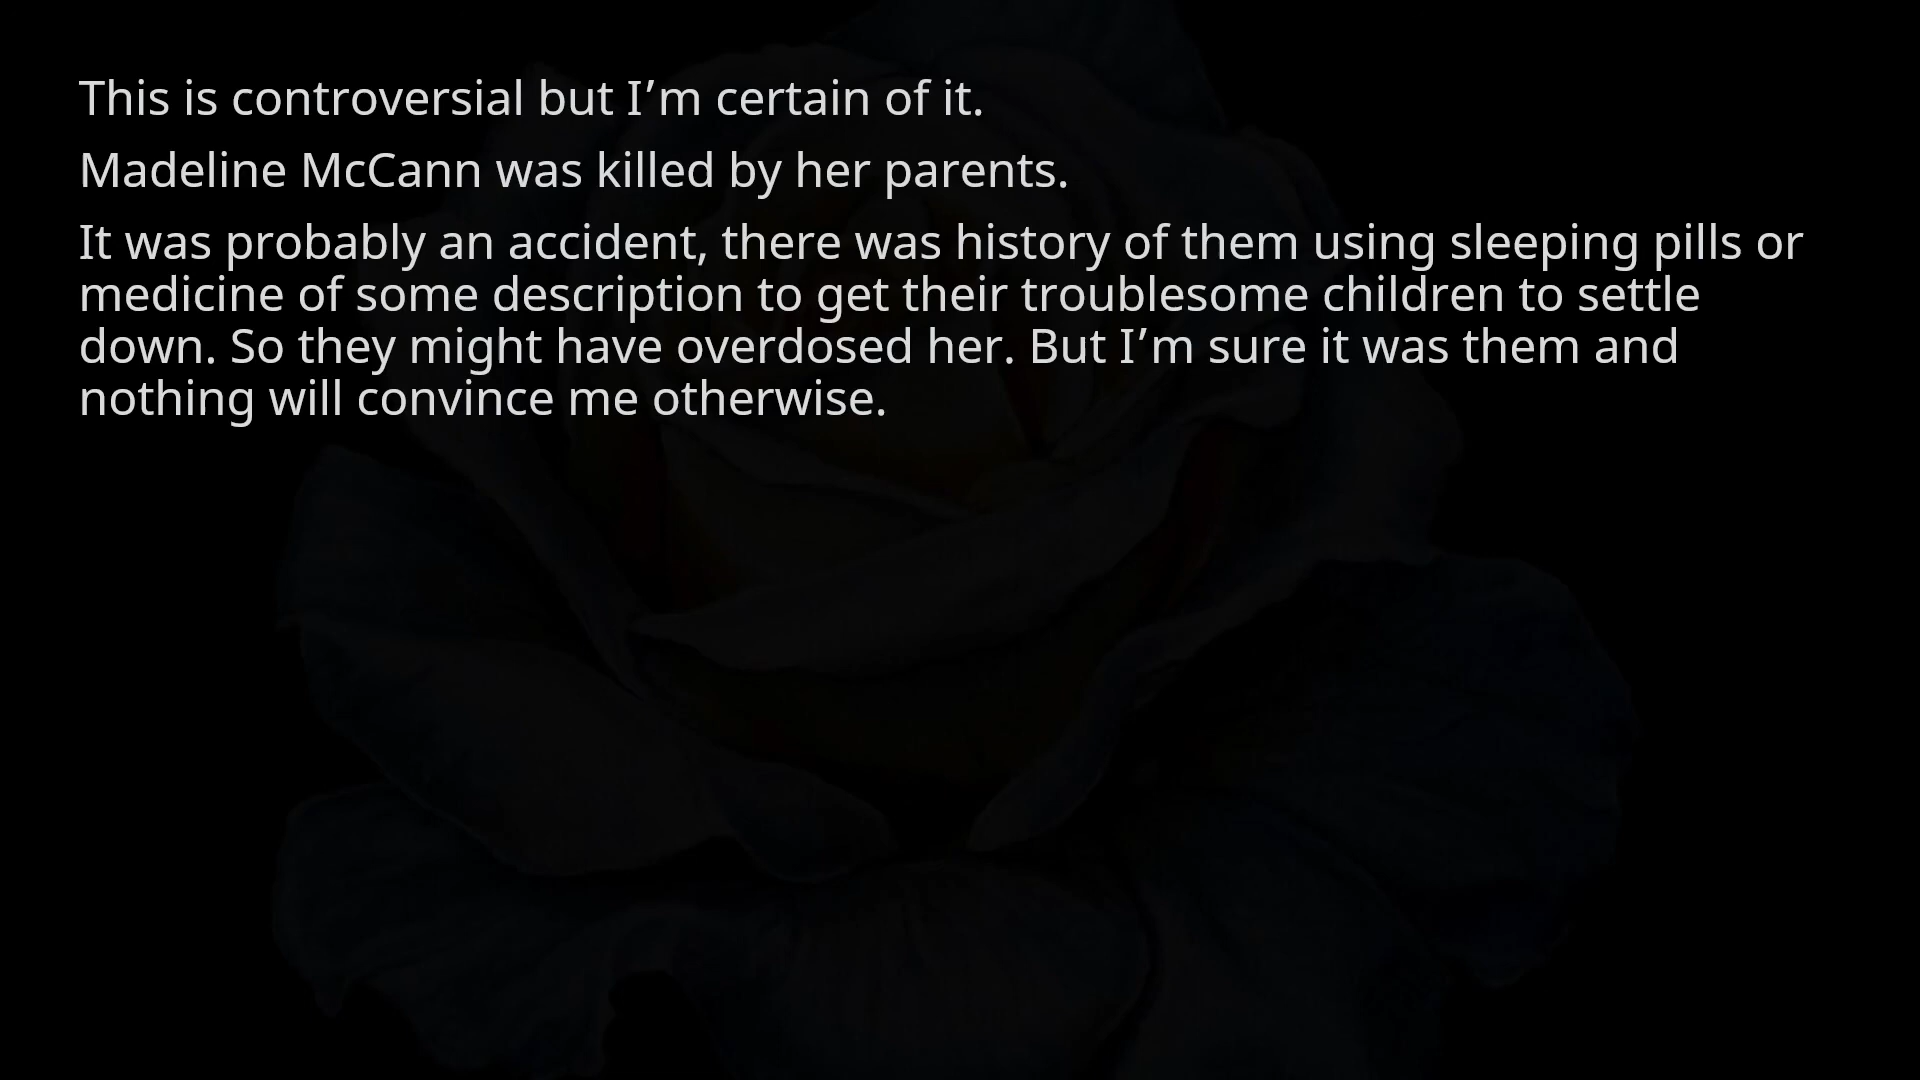 This is controversial but I’m certain of it.
Madeline McCann was killed by her parents.
It was probably an accident, there was history of them using sleeping pills or
medicine of some description to get their troublesome children to settle
down. So they might have overdosed her. But I’m sure it was them and
nothing will convince me otherwise.